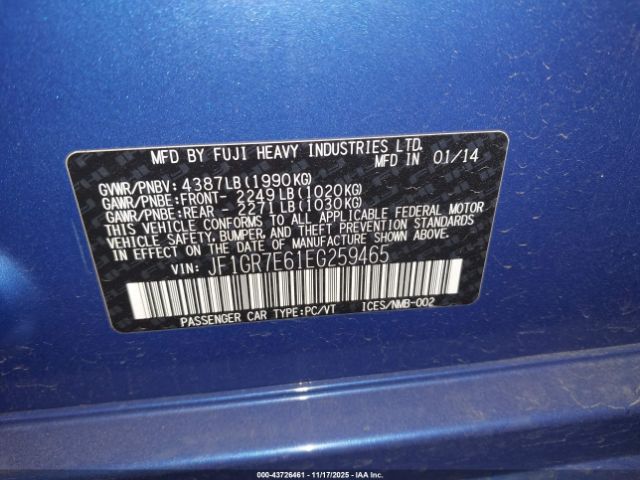 MFD BY FUJI HEAVY INDUSTRIES LTD.
MFD IN 01/14
GVWR/PNBV: 4387LB(1990KG)
GAWR/PNBE:FRONT- 2249LB(1020KG)
GAWR/PNBE:REAR - 2271LB(1030KG)
THIS VEHICLE CONFORMS TO ALL APPLICABLE FEDERAL MOTOR
VEHICLE SAFETY, BUMPER, AND THEFT PREVENTION STANDARDS
IN EFFECT ON THE DATE OF MANUFACTURE SHOWN ABOVE.
VIN: JF1GR7E61EG259465
PASSENGER CAR TYPE:PC/VT ICES/NMB-002
000-43726461 - 11/17/2025 - IAAI.COM